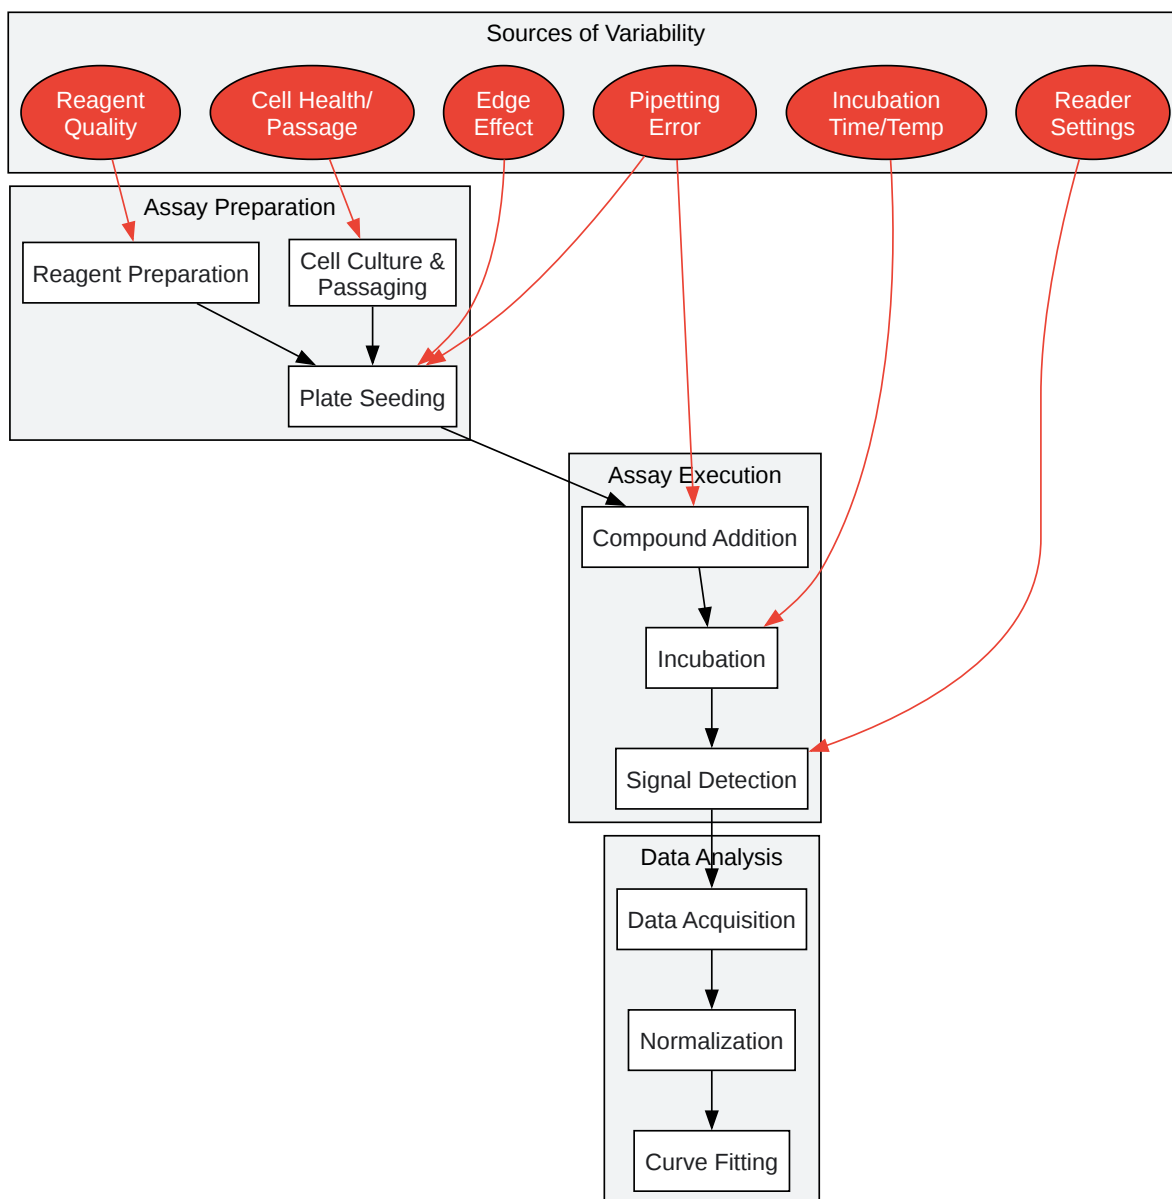 Sources of Variability
Reagent
Quality
Cell Health/
Passage
Edge
Effect
Pipetting
Error
Incubation
Time/Temp
Reader
Settings
Assay Preparation
Reagent Preparation
Cell Culture &
Passaging
Plate Seeding
Assay Execution
Compound Addition
Incubation
Signal Detection
Data Analysis
Data Acquisition
Normalization
Curve Fitting